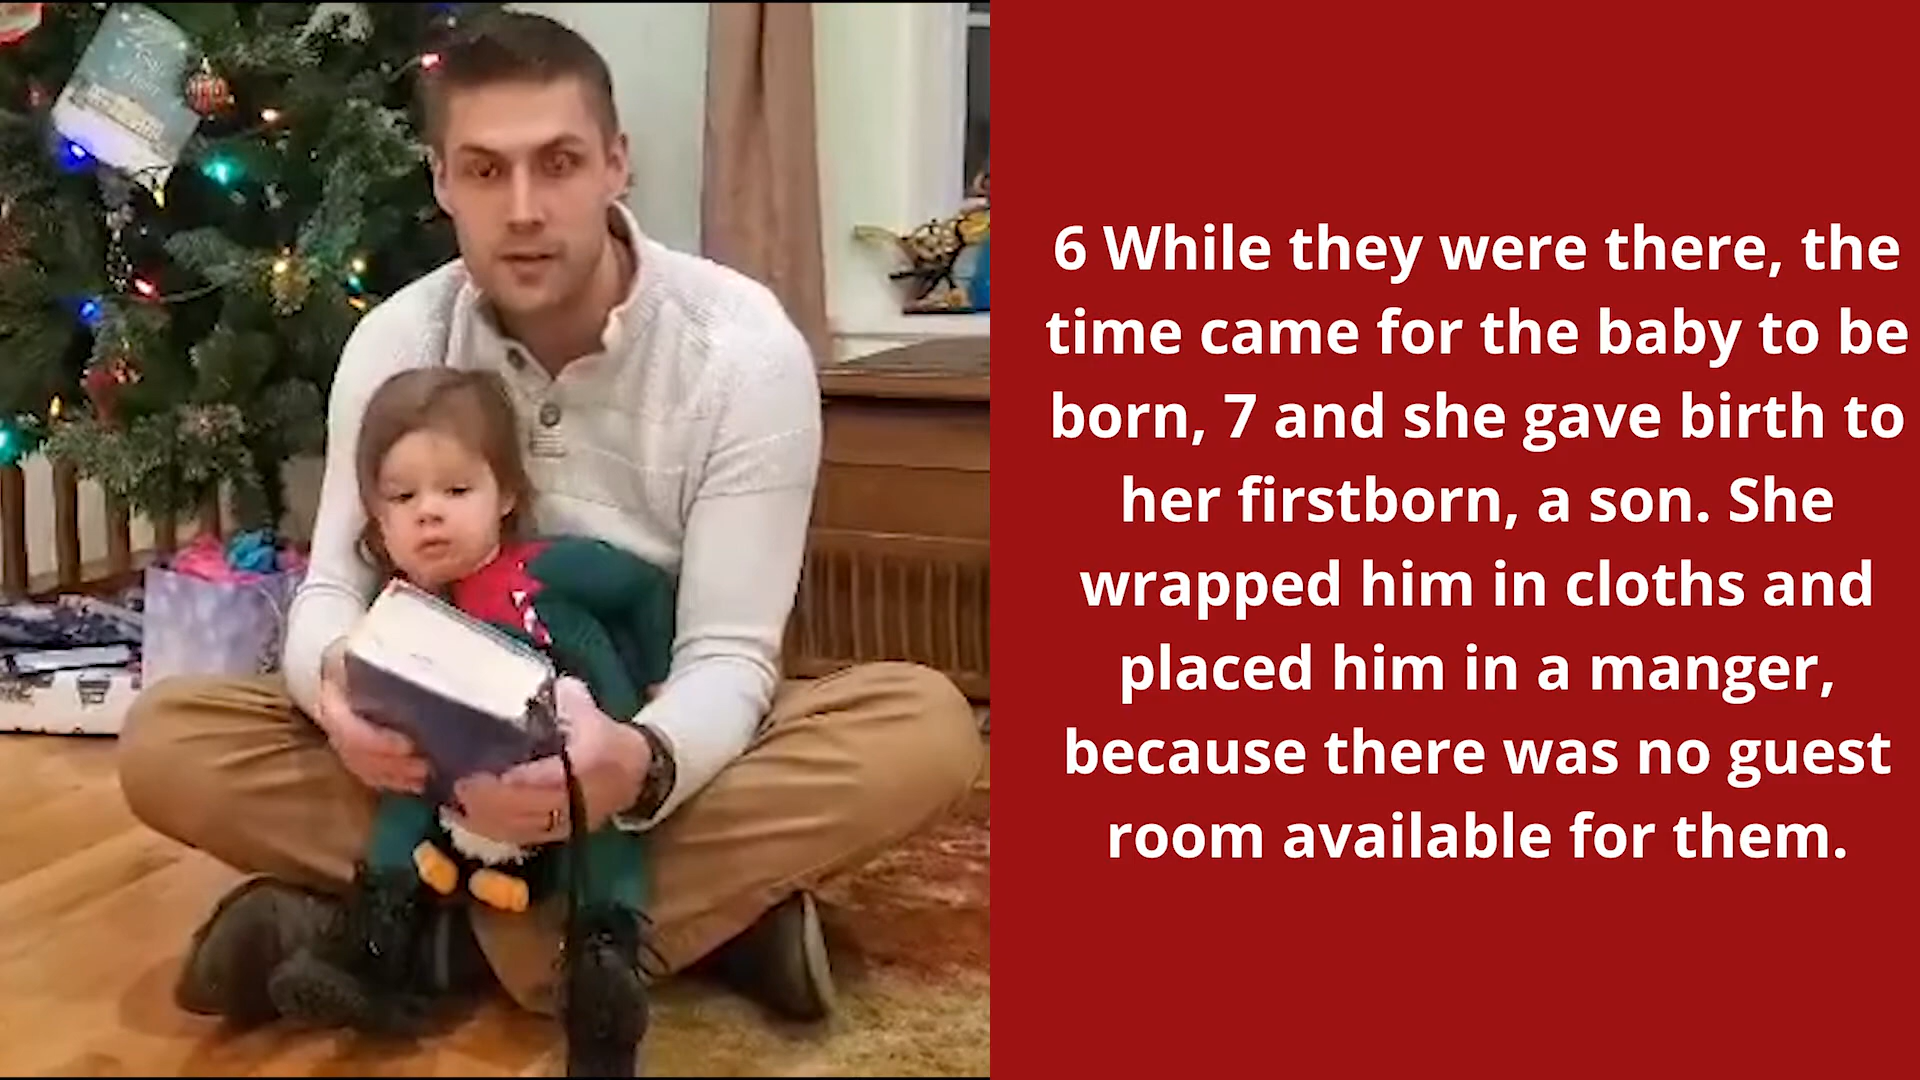 6 While they were there, the
time came for the baby to be
born, 7 and she gave birth to
her firstborn, a son. She
wrapped him in cloths and
placed him in a manger,
because there was no guest
room available for them.